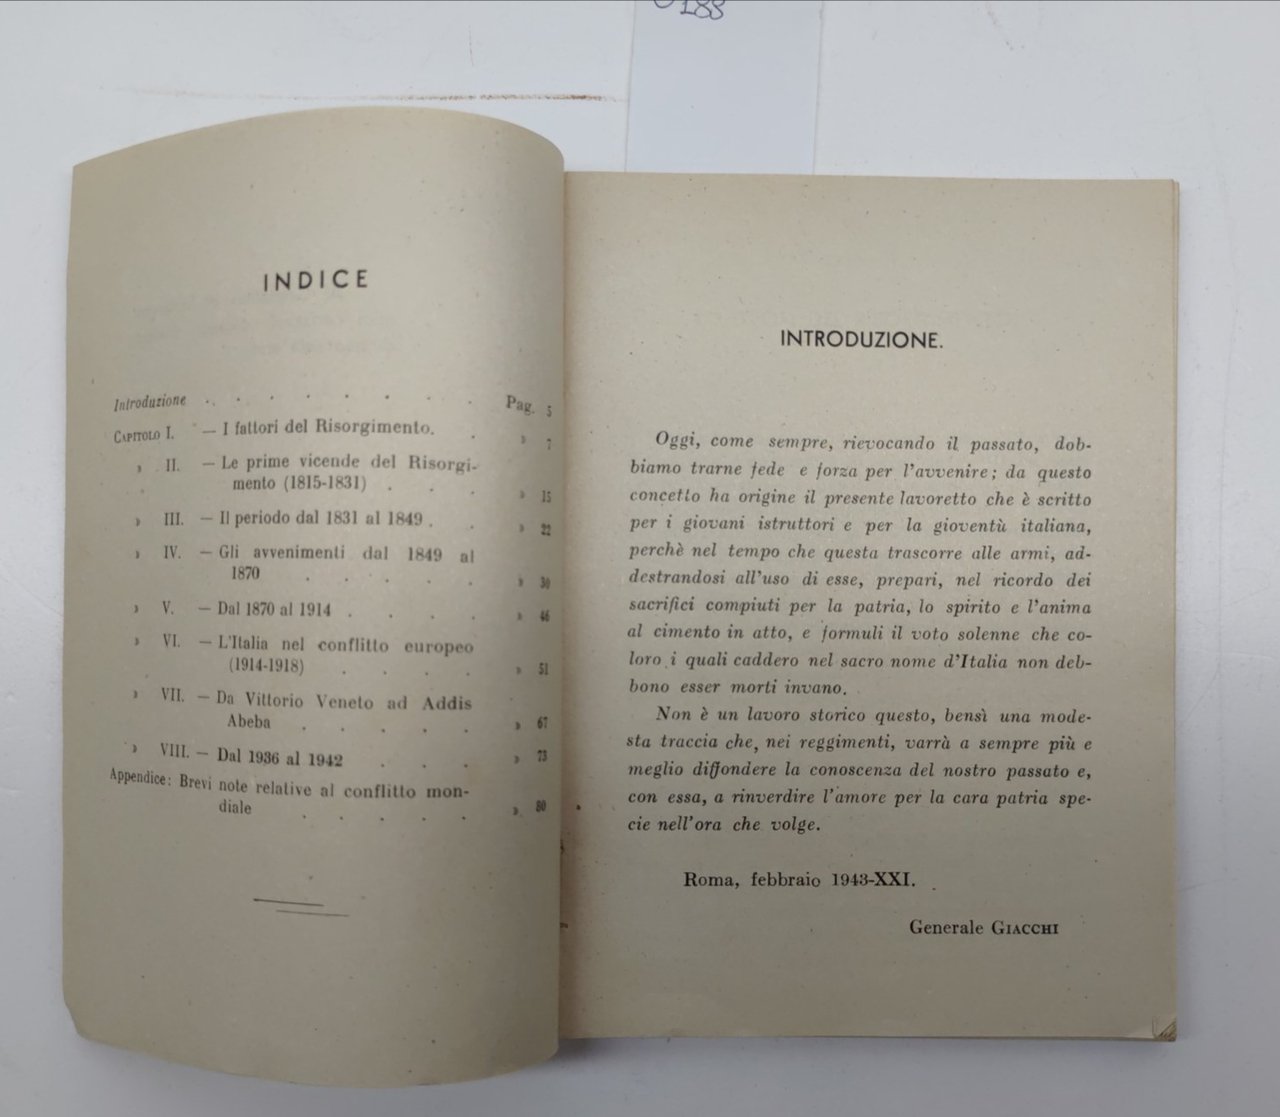 188
INDICE
Introduzione . . . . . . . . Pag. 5
CAPITOLO I. — I fattori del Risorgimento. . » 7
» II. — Le prime vicende del Risorgi-
mento (1815-1831) . . . » 15
» III. — Il periodo dal 1831 al 1849 . . » 22
» IV. — Gli avvenimenti dal 1849 al
1870 . . . . . » 30
» V. — Dal 1870 al 1914 . . . . » 46
» VI. — L'Italia nel conflitto europeo
(1914-1918) . . . . » 51
» VII. — Da Vittorio Veneto ad Addis
Abeba . . . . . » 67
» VIII. — Dal 1936 al 1942 . . . » 73
Appendice: Brevi note relative al conflitto mon-
diale . . . . . » 80
INTRODUZIONE.
Oggi, come sempre, rievocando il passato, dob-
biamo trarne fede e forza per l'avvenire; da questo
concetto ha origine il presente lavoretto che è scritto
per i giovani istruttori e per la gioventù italiana,
perchè nel tempo che questa trascorre alle armi, ad-
destrandosi all'uso di esse, prepari, nel ricordo dei
sacrifici compiuti per la patria, lo spirito e l'anima
al cimento in atto, e formuli il voto solenne che co-
loro i quali caddero nel sacro nome d'Italia non deb-
bono esser morti invano.
Non è un lavoro storico questo, bensì una mode-
sta traccia che, nei reggimenti, varrà a sempre più e
meglio diffondere la conoscenza del nostro passato e,
con essa, a rinverdire l'amore per la cara patria spe-
cie nell'ora che volge.
Roma, febbraio 1943-XXI.
Generale GIACCHI